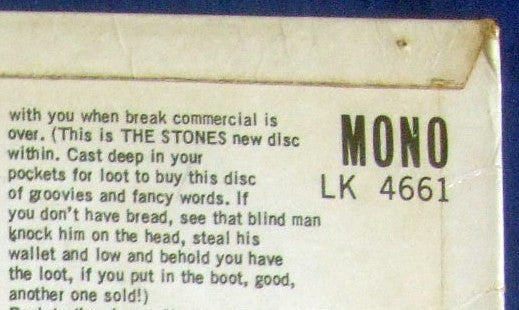 with you when break commercial is
over. (This is THE STONES new disc
within. Cast deep in your
pockets for loot to buy this disc
of groovies and fancy words. If
you don't have bread, see that blind man
knock him on the head, steal his
wallet and low and behold you have
the loot, if you put in the boot, good,
another one sold!)
MONO
LK 4661